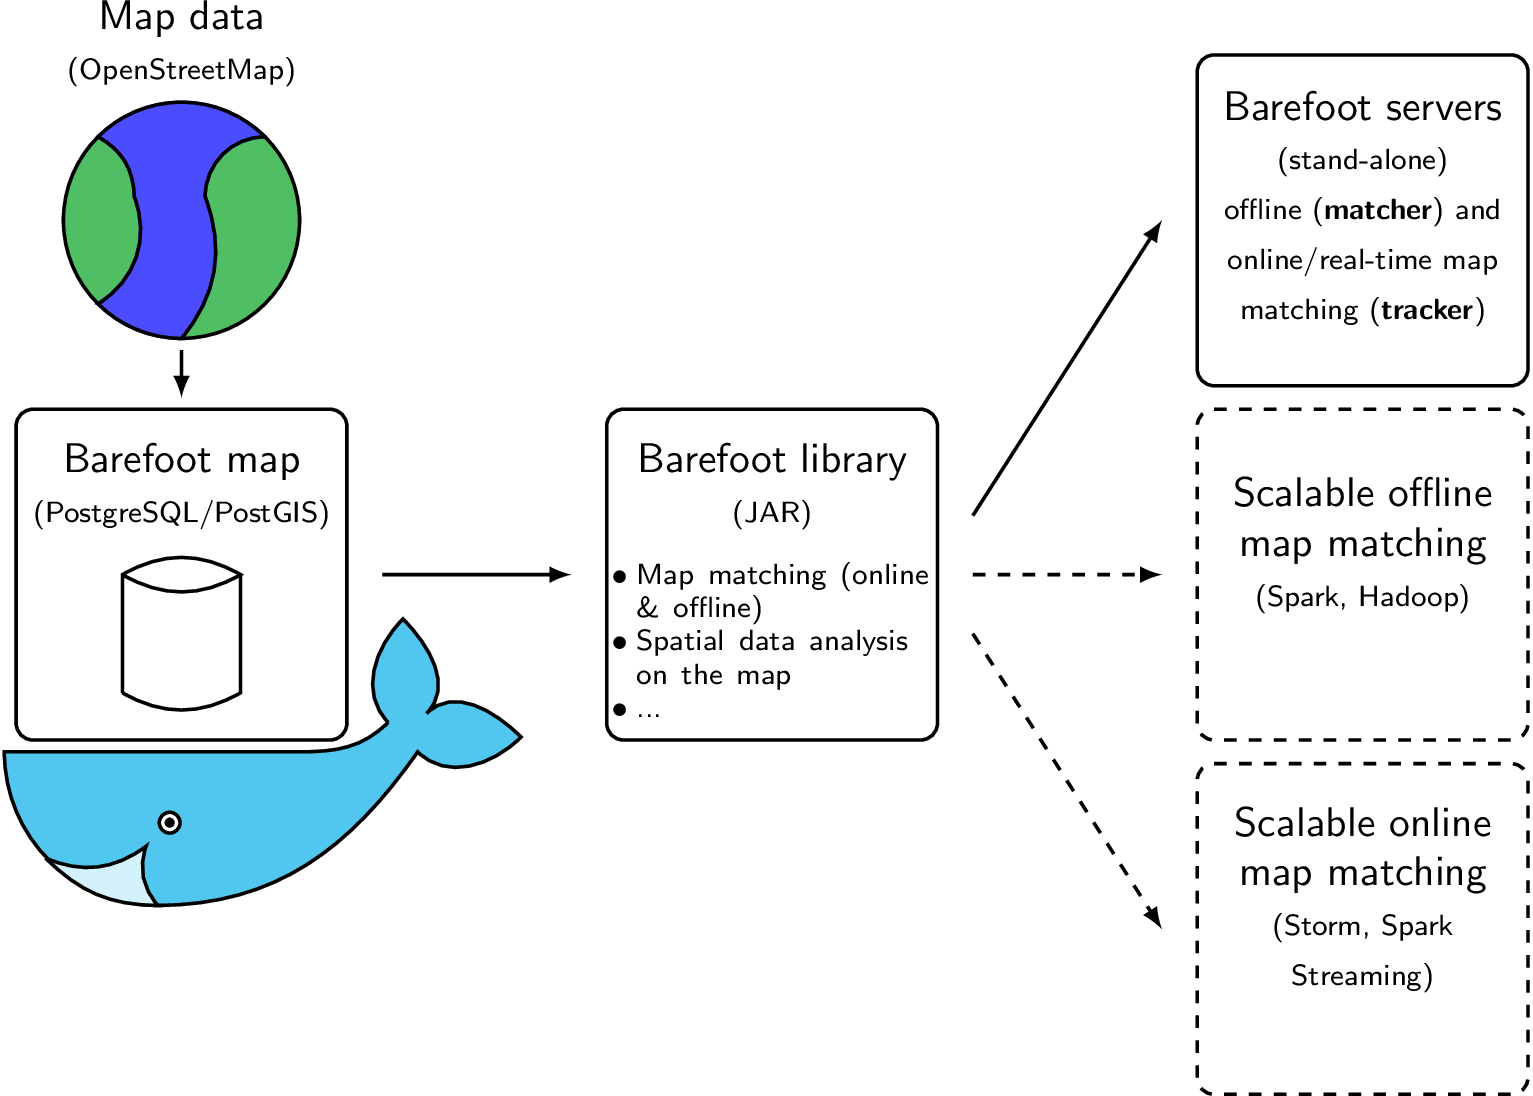 Map data
(OpenStreetMap)
Barefoot map
(PostgreSQL/PostGIS)
Barefoot library
(JAR)
• Map matching (online
& offline)
• Spatial data analysis
on the map
• ...
Barefoot servers
(stand-alone)
offline (matcher) and
online/real-time map
matching (tracker)
Scalable offline
map matching
(Spark, Hadoop)
Scalable online
map matching
(Storm, Spark
Streaming)